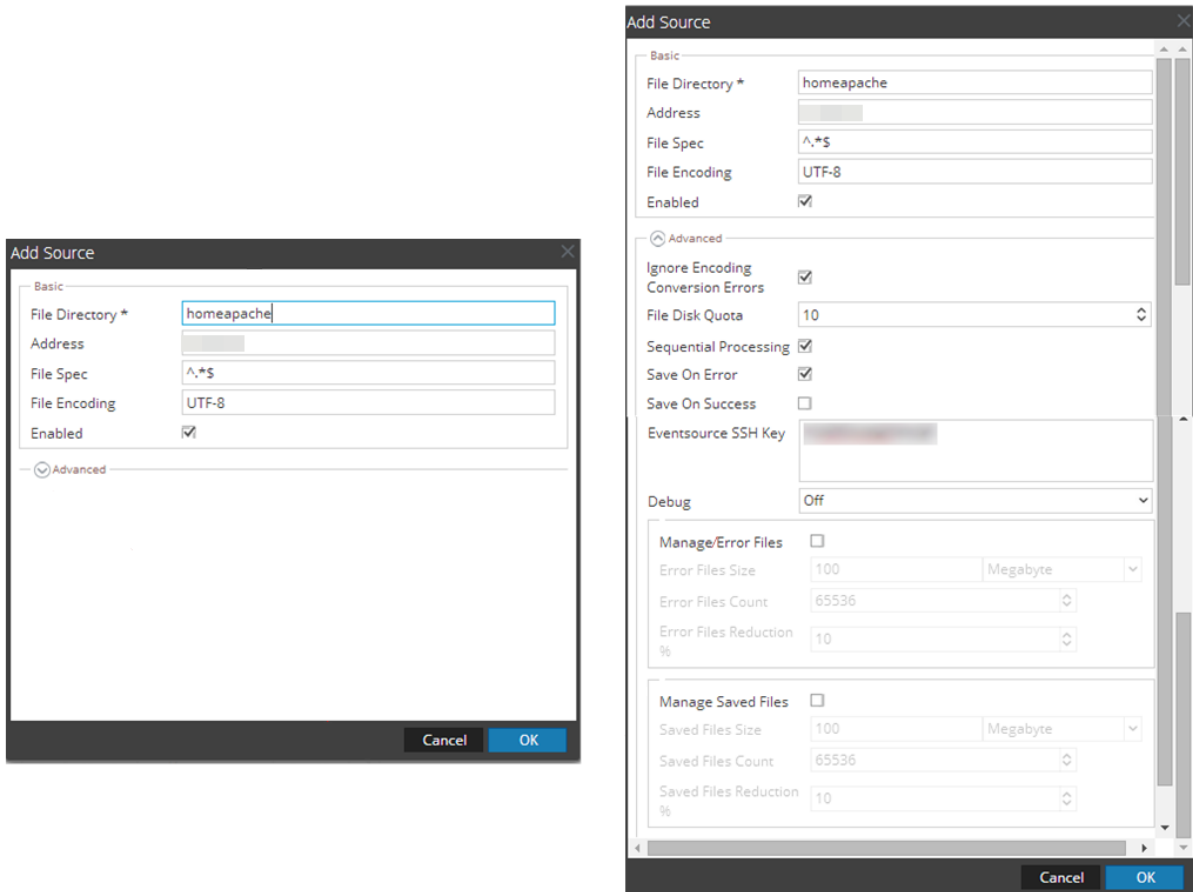 Add Source
Basic
File Directory * homeapache
Address
File Spec ^.*$
File Encoding UTF-8
Enabled
Advanced
Cancel OK
Add Source
Basic
File Directory * homeapache
Address
File Spec ^.*$
File Encoding UTF-8
Enabled
Advanced
Ignore Encoding
Conversion Errors
File Disk Quota 10
Sequential Processing
Save On Error
Save On Success
Eventsource SSH Key
Debug Off
Manage/Error Files
Error Files Size 100 Megabyte
Error Files Count 65536
Error Files Reduction
% 10
Manage Saved Files
Saved Files Size 100 Megabyte
Saved Files Count 65536
Saved Files Reduction
% 10
Cancel OK